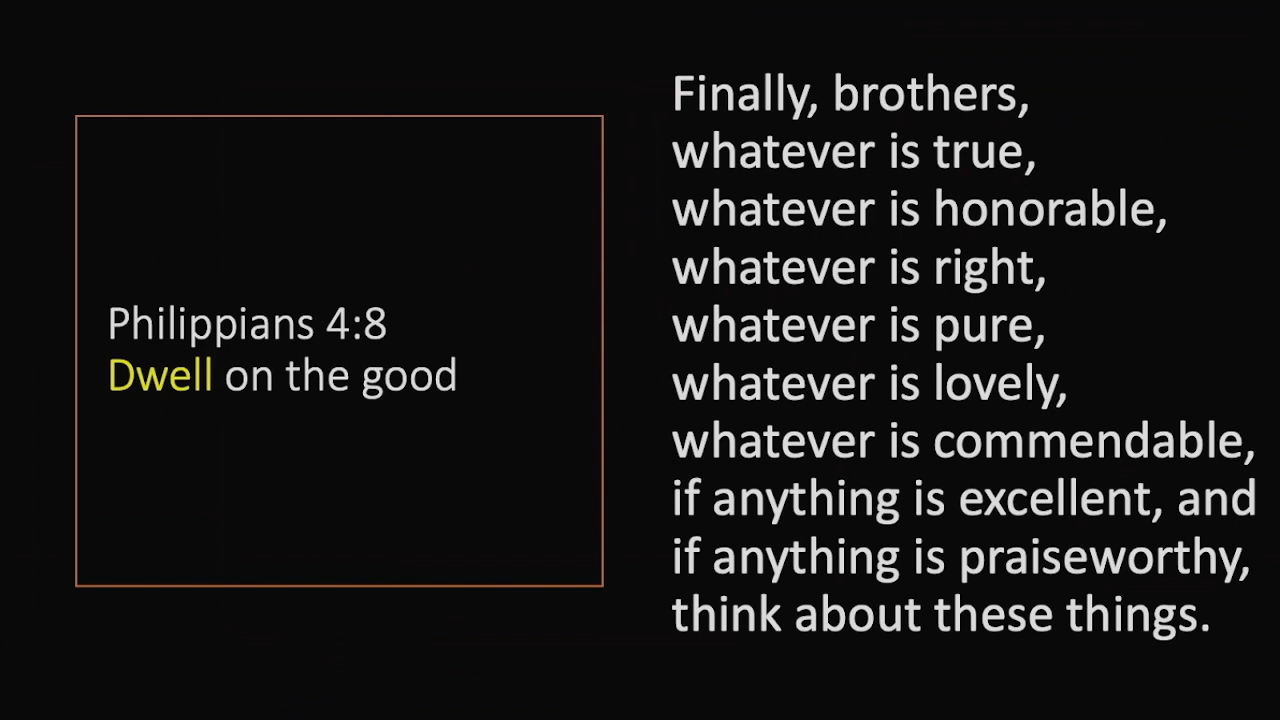 Philippians 4:8
Dwell on the good
Finally, brothers,
whatever is true,
whatever is honorable,
whatever is right,
whatever is pure,
whatever is lovely,
whatever is commendable,
if anything is excellent, and
if anything is praiseworthy,
think about these things.